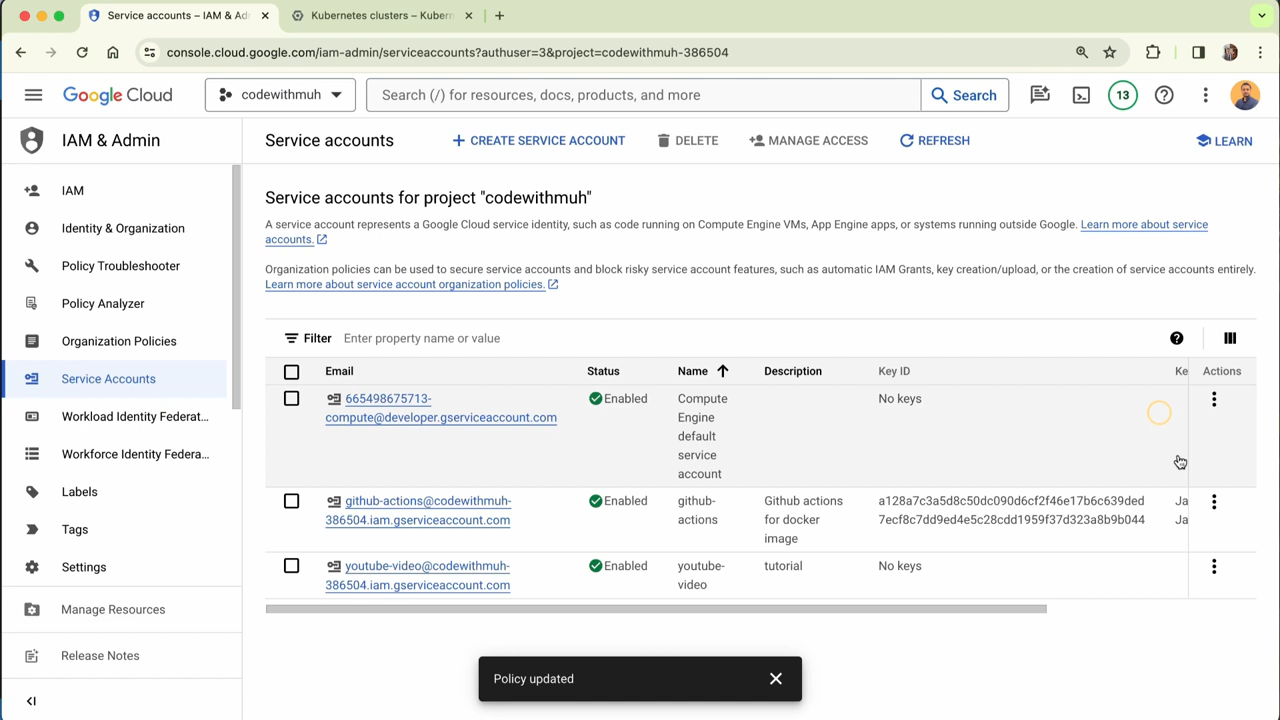 Service accounts – IAM & Adm
Kubernetes clusters – Kubern
console.cloud.google.com/iam-admin/serviceaccounts?authuser=3&project=codewithmuh-386504
Google Cloud
codewithmuh
Search (/) for resources, docs, products, and more
Search
13
IAM & Admin
Service accounts
CREATE SERVICE ACCOUNT
DELETE
MANAGE ACCESS
REFRESH
LEARN
IAM
Identity & Organization
Policy Troubleshooter
Policy Analyzer
Organization Policies
Service Accounts
Workload Identity Federat...
Workforce Identity Federa...
Labels
Tags
Settings
Manage Resources
Release Notes
Service accounts for project "codewithmuh"
A service account represents a Google Cloud service identity, such as code running on Compute Engine VMs, App Engine apps, or systems running outside Google. Learn more about service
accounts.
Organization policies can be used to secure service accounts and block risky service account features, such as automatic IAM Grants, key creation/upload, or the creation of service accounts entirely.
Learn more about service account organization policies.
Filter Enter property name or value
Email Status Name Description Key ID Ke Actions
665498675713- Enabled Compute No keys
compute@developer.gserviceaccount.com Engine
default
service
account
github-actions@codewithmuh- Enabled github- Github actions a128a7c3a5d8c50dc090d6cf2f46e17b6c639ded Ja
386504.iam.gserviceaccount.com actions for docker 7ecf8c7dd9ed4e5c28cdd1959f37d323a8b9b044 Ja
image
youtube-video@codewithmuh- Enabled youtube- tutorial No keys
386504.iam.gserviceaccount.com video
Policy updated